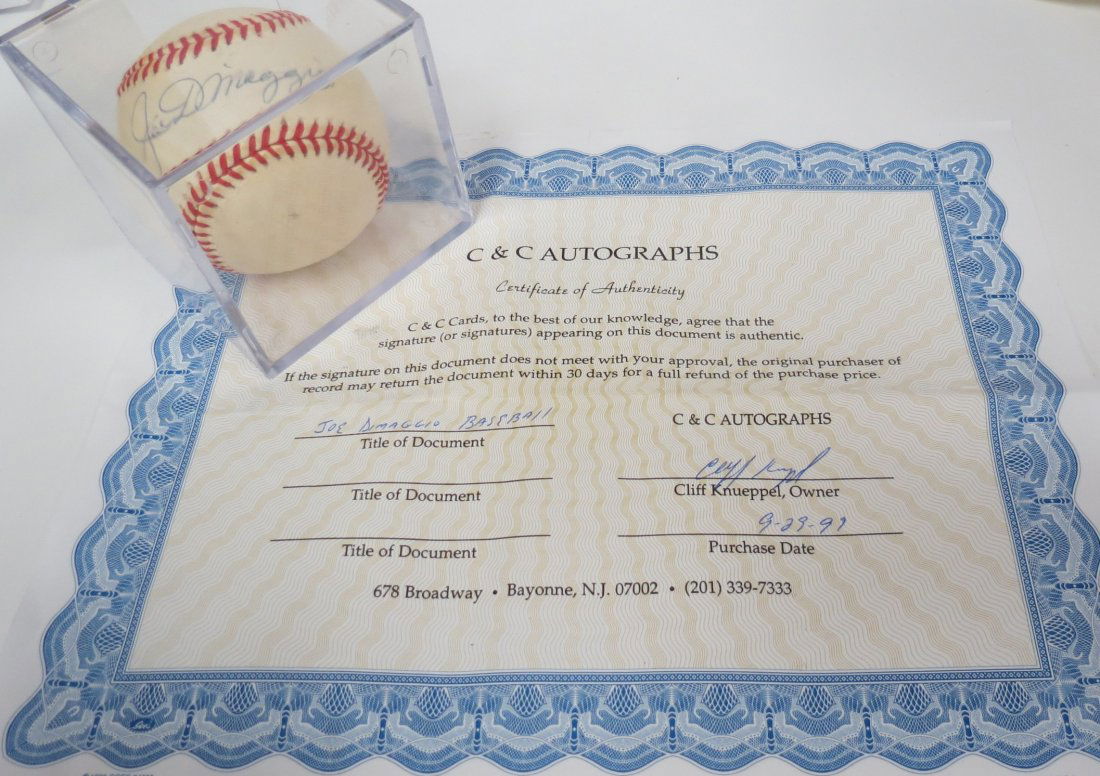 Joe DiMaggio
C & C AUTOGRAPHS
Certificate of Authenticity
C & C Cards, to the best of our knowledge, agree that the
signature (or signatures) appearing on this document is authentic.
If the signature on this document does not meet with your approval, the original purchaser of
record may return the document within 30 days for a full refund of the purchase price.
JOE DIMAGGIO BASEBALL
Title of Document
Title of Document
Title of Document
C & C AUTOGRAPHS
Cliff Knueppel, Owner
9-29-99
Purchase Date
678 Broadway • Bayonne, N.J. 07002 • (201) 339-7333